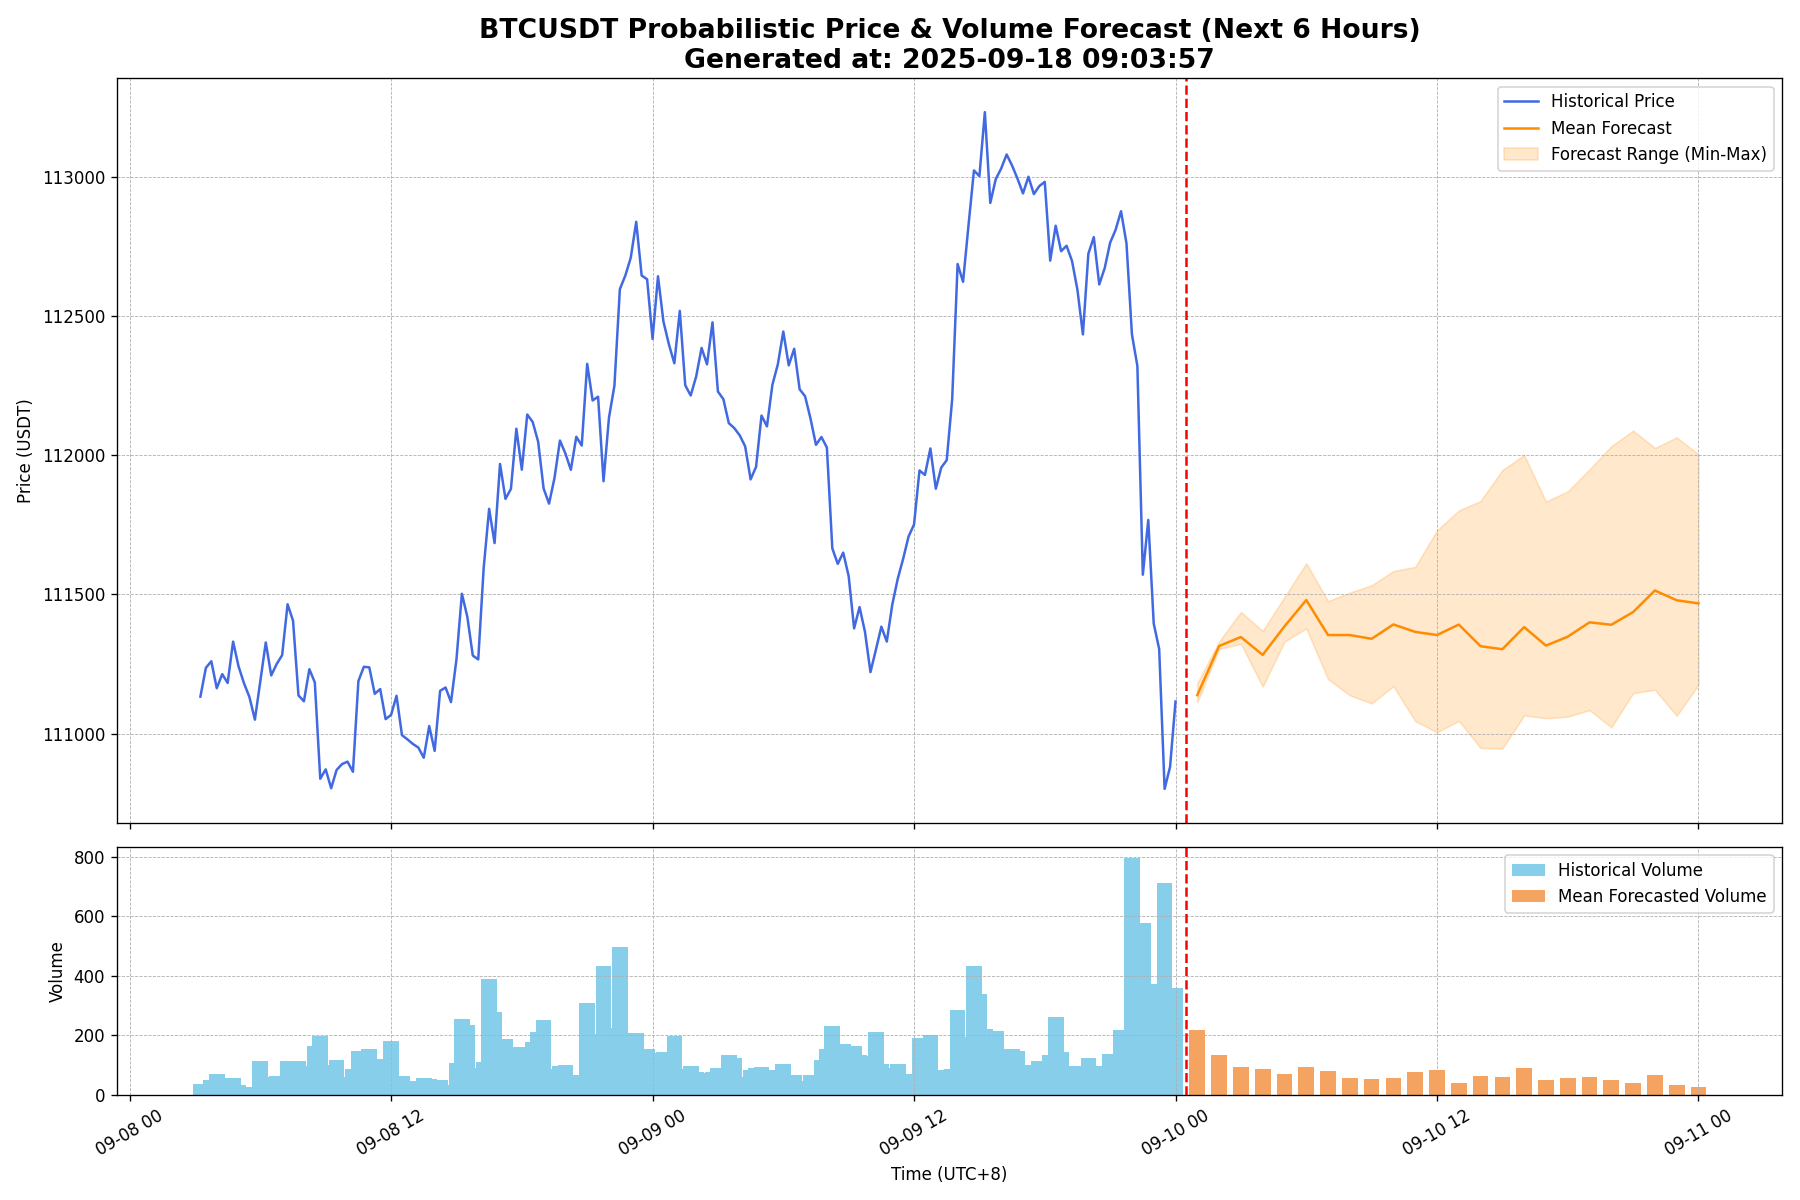 BTCUSDT Probabilistic Price & Volume Forecast (Next 6 Hours)
Generated at: 2025-09-18 09:03:57
Historical Price
Mean Forecast
Forecast Range (Min-Max)
113000
112500
112000
111500
111000
Price (USDT)
Historical Volume
Mean Forecasted Volume
800
600
400
200
0
Volume
09-08 00
09-08 12
09-09 00
09-09 12
09-10 00
09-10 12
09-11 00
Time (UTC+8)